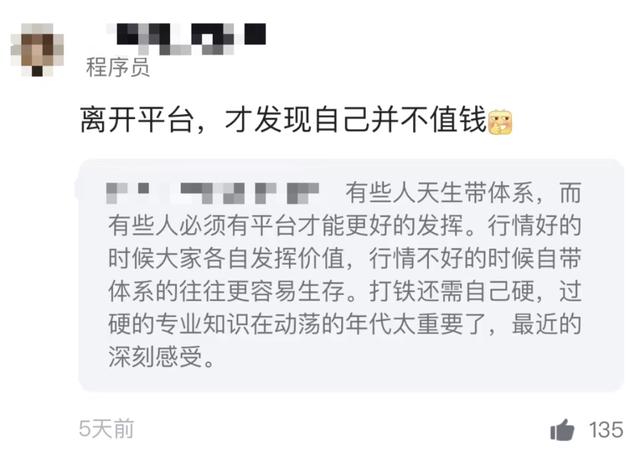 程序员
离开平台，才发现自己并不值钱
有些人天生带体系，而
有些人必须有平台才能更好的发挥。行情好的
时候大家各自发挥价值，行情不好的时候自带
体系的往往更容易生存。打铁还需自己硬，过
硬的专业知识在动荡的年代太重要了，最近的
深刻感受。
5天前
135